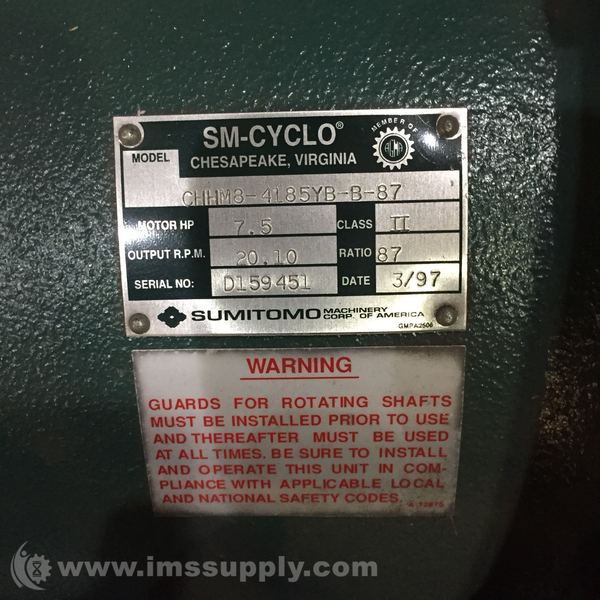 SM-CYCLO®
CHESAPEAKE, VIRGINIA
MEMBER OF
AGMA
MODEL
CHHM8-4185YB-B-87
MOTOR HP 7.5 CLASS II
OUTPUT R.P.M. 20.10 RATIO 87
SERIAL NO: D159451 DATE 3/97
SUMITOMO MACHINERY
CORP. OF AMERICA
GMPA2506
WARNING
GUARDS FOR ROTATING SHAFTS
MUST BE INSTALLED PRIOR TO USE
AND THEREAFTER MUST BE USED
AT ALL TIMES. BE SURE TO INSTALL
AND OPERATE THIS UNIT IN COM-
PLIANCE WITH APPLICABLE LOCAL
AND NATIONAL SAFETY CODES.
www.imssupply.com